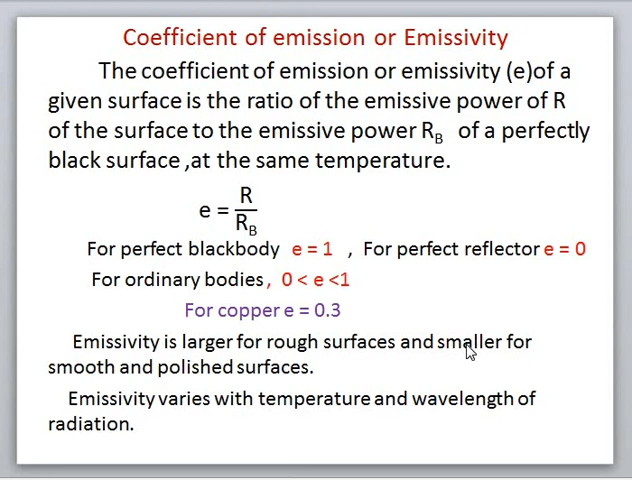 Coefficient of emission or Emissivity
The coefficient of emission or emissivity (e)of a
given surface is the ratio of the emissive power of R
of the surface to the emissive power R_B of a perfectly
black surface ,at the same temperature.
e = R/R_B
For perfect blackbody e = 1 , For perfect reflector e = 0
For ordinary bodies, 0 < e <1
For copper e = 0.3
Emissivity is larger for rough surfaces and smaller for
smooth and polished surfaces.
Emissivity varies with temperature and wavelength of
radiation.